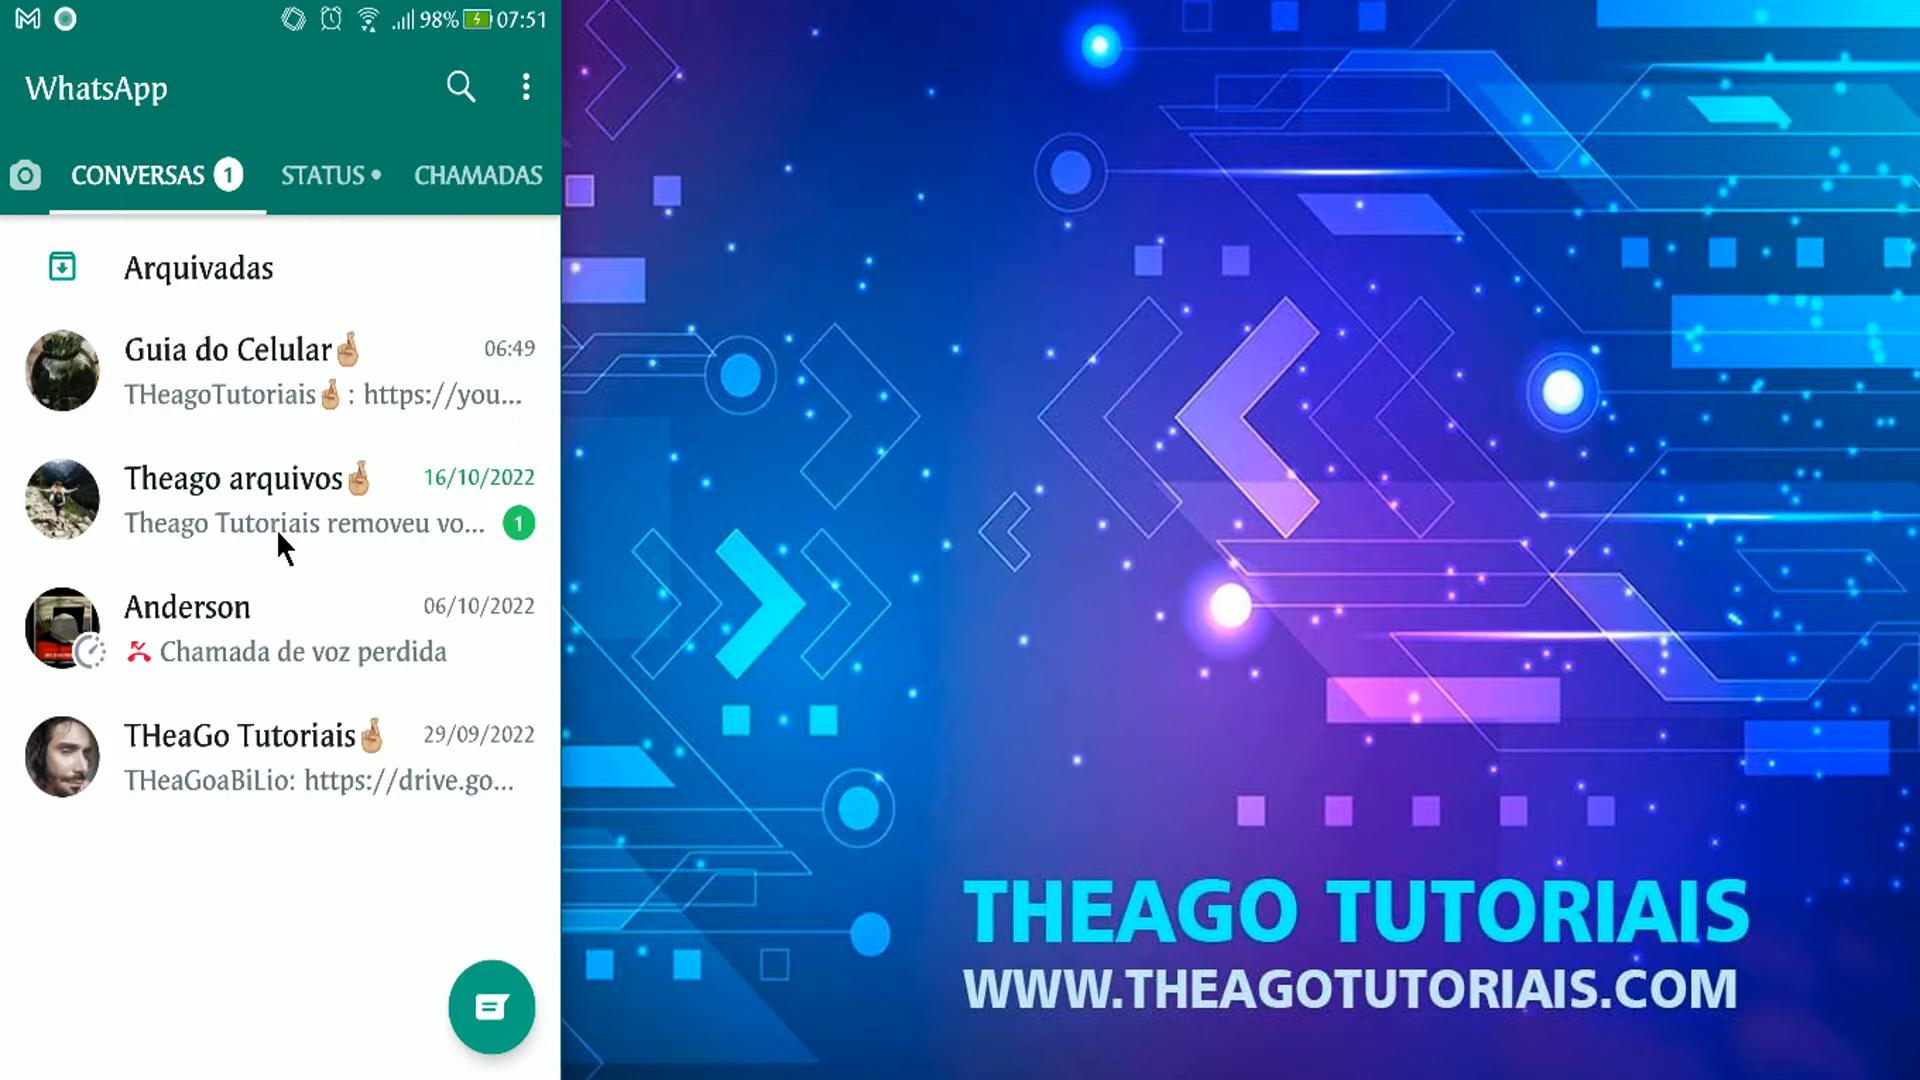 98% 07:51
WhatsApp
CONVERSAS 1 STATUS • CHAMADAS
Arquivadas
Guia do Celular🤞🏼 06:49
THeagoTutoriais🤞🏼: https://you...
Theago arquivos🤞🏼 16/10/2022
Theago Tutoriais removeu vo... 1
Anderson 06/10/2022
Chamada de voz perdida
THeaGo Tutoriais🤞🏼 29/09/2022
THeaGoaBiLio: https://drive.go...
THEAGO TUTORIAIS
WWW.THEAGOTUTORIAIS.COM